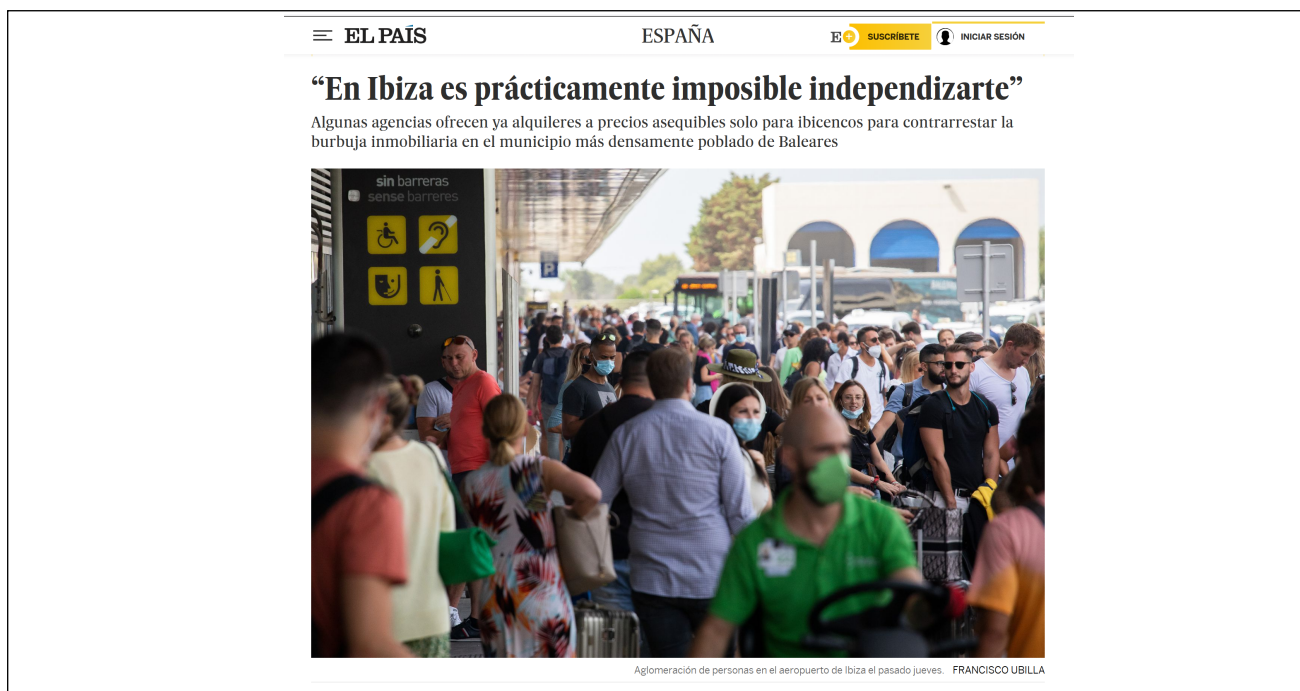 EL PAÍS
ESPAÑA
E+
SUSCRÍBETE
INICIAR SESIÓN
“En Ibiza es prácticamente imposible independizarte”
Algunas agencias ofrecen ya alquileres a precios asequibles solo para ibicencos para contrarrestar la
burbuja inmobiliaria en el municipio más densamente poblado de Baleares
sin barreras
sense barreres
P
Aglomeración de personas en el aeropuerto de Ibiza el pasado jueves. FRANCISCO UBILLA